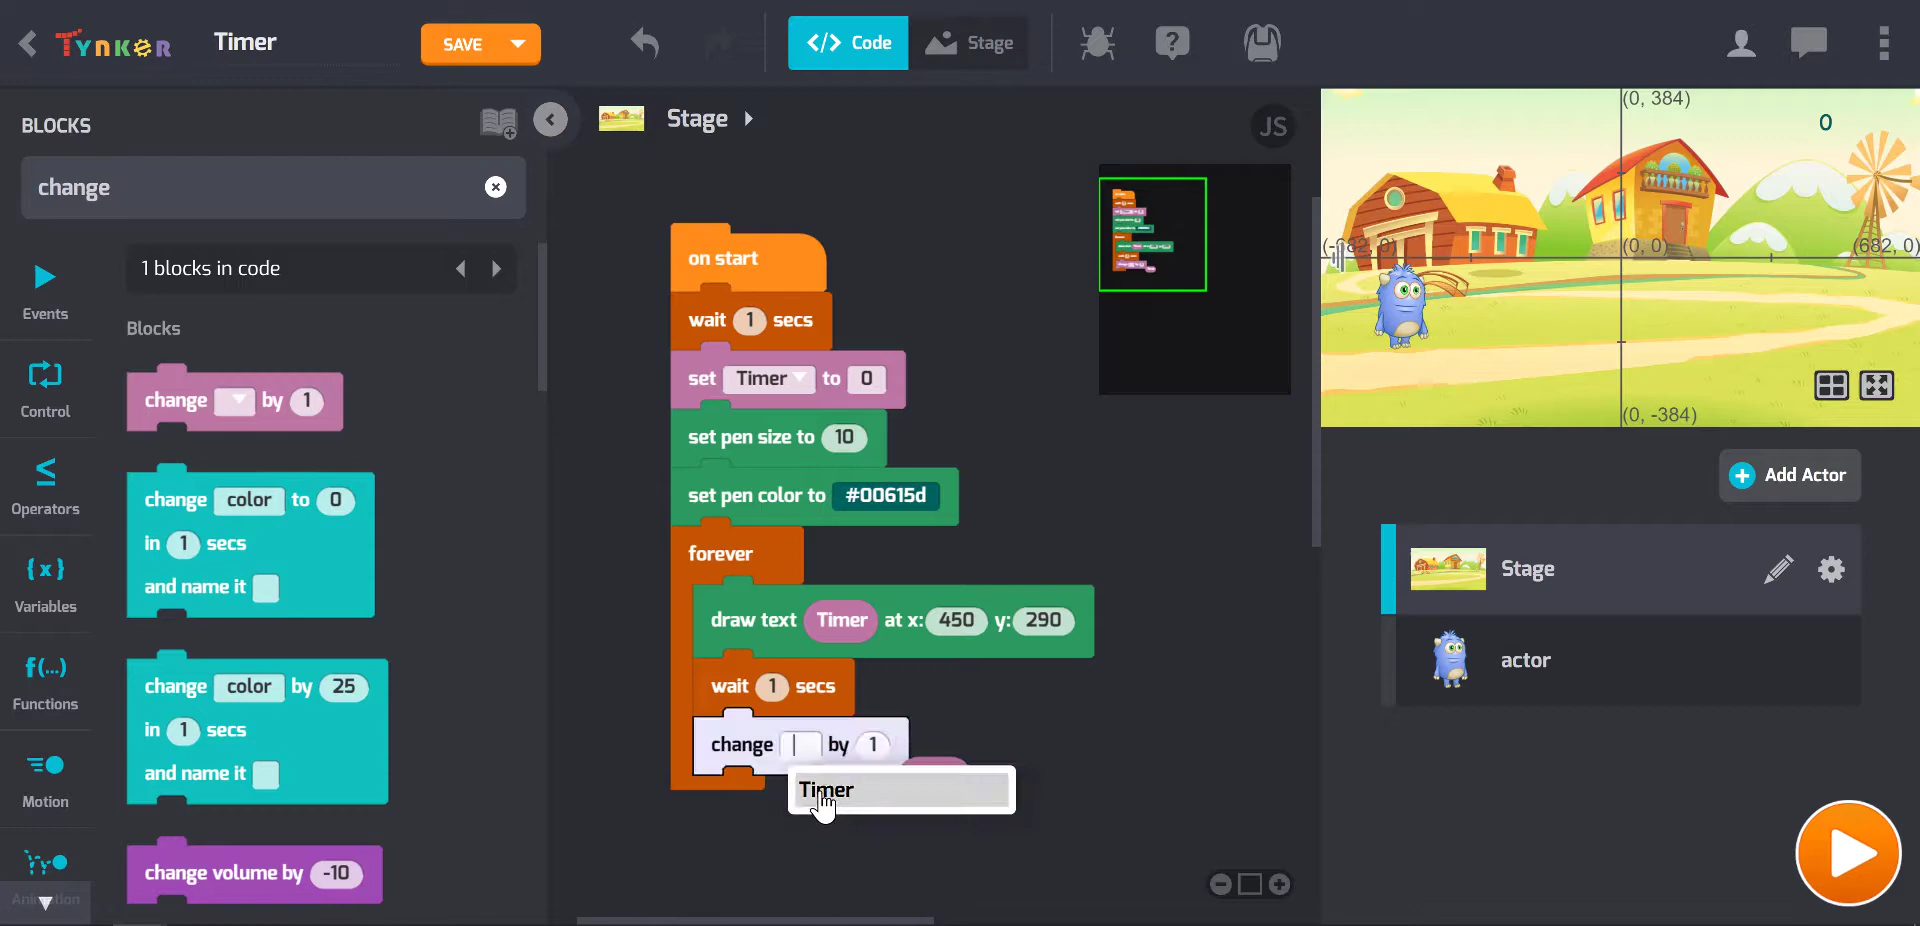 TYNKER
Timer
SAVE
</> Code
Stage
?
BLOCKS
Stage
JS
change
1 blocks in code
Blocks
Events
Control
Operators
{x}
Variables
f(...)
Functions
Motion
Animation
change by 1
change color to 0
in 1 secs
and name it
change color by 25
in 1 secs
and name it
change volume by -10
on start
wait 1 secs
set Timer to 0
set pen size to 10
set pen color to #00615d
forever
draw text Timer at x: 450 y: 290
wait 1 secs
change by 1
Timer
(0, 384)
0
(-682, 0)
(0, 0)
(682, 0)
(0, -384)
Add Actor
Stage
actor